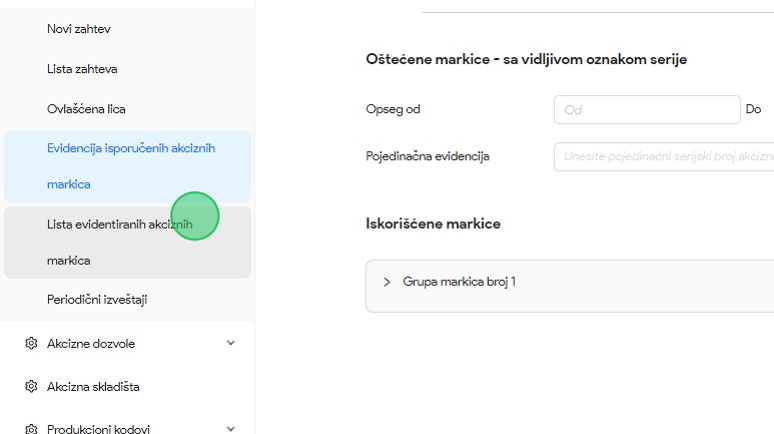 Novi zahtev
Lista zahteva
Ovlašćena lica
Evidencija isporučenih akciznih
markica
Lista evidentiranih akciznih
markica
Periodični izveštaji
Akcizne dozvole
Akcizna skladišta
Produkcioni kodovi
Oštećene markice - sa vidljivom oznakom serije
Opseg od
Od
Do
Pojedinačna evidencija
Unesite pojedinačni serijski broj akcizne
Iskorišćene markice
Grupa markica broj 1